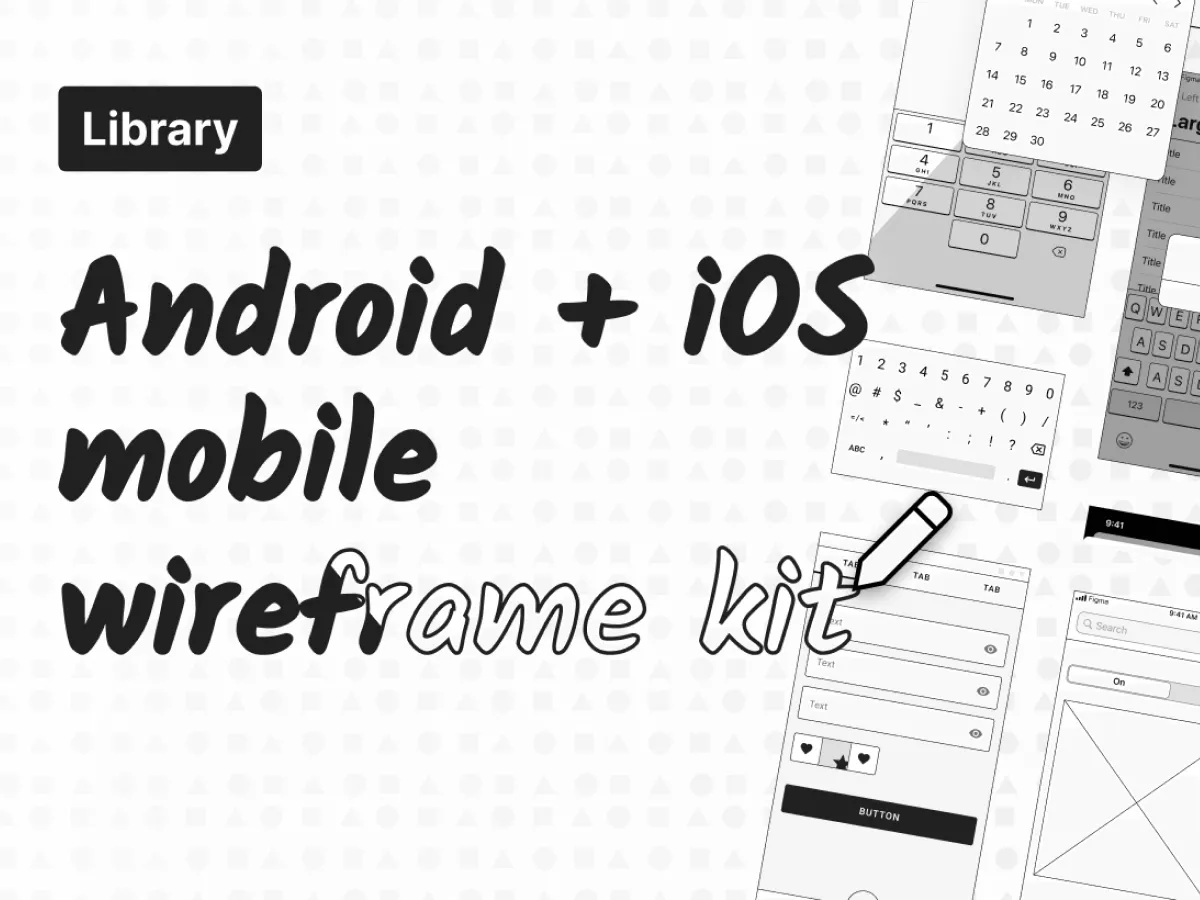 Library
Android + iOS
mobile
wireframe kit
TUE WED THU FRI SAT
1 2 3 4 5 6
7 8 9 10 11 12 13
14 15 16 17 18 19 20
21 22 23 24 25 26 27
28 29 30
1
4 5 6
GHI JKL MNO
7 8 9
PQRS TUV WXYZ
0
Left
Title
Title
Title
Title
Title
Q W E
A S D
A S
123
1 2 3 4 5 6 7 8 9 0
@ # $ _ & - + ( ) /
* " ' : ; ! ?
ABC , .
9:41
TAB TAB TAB
Text
Text
Text
BUTTON
Figma 9:41 AM
Search
On